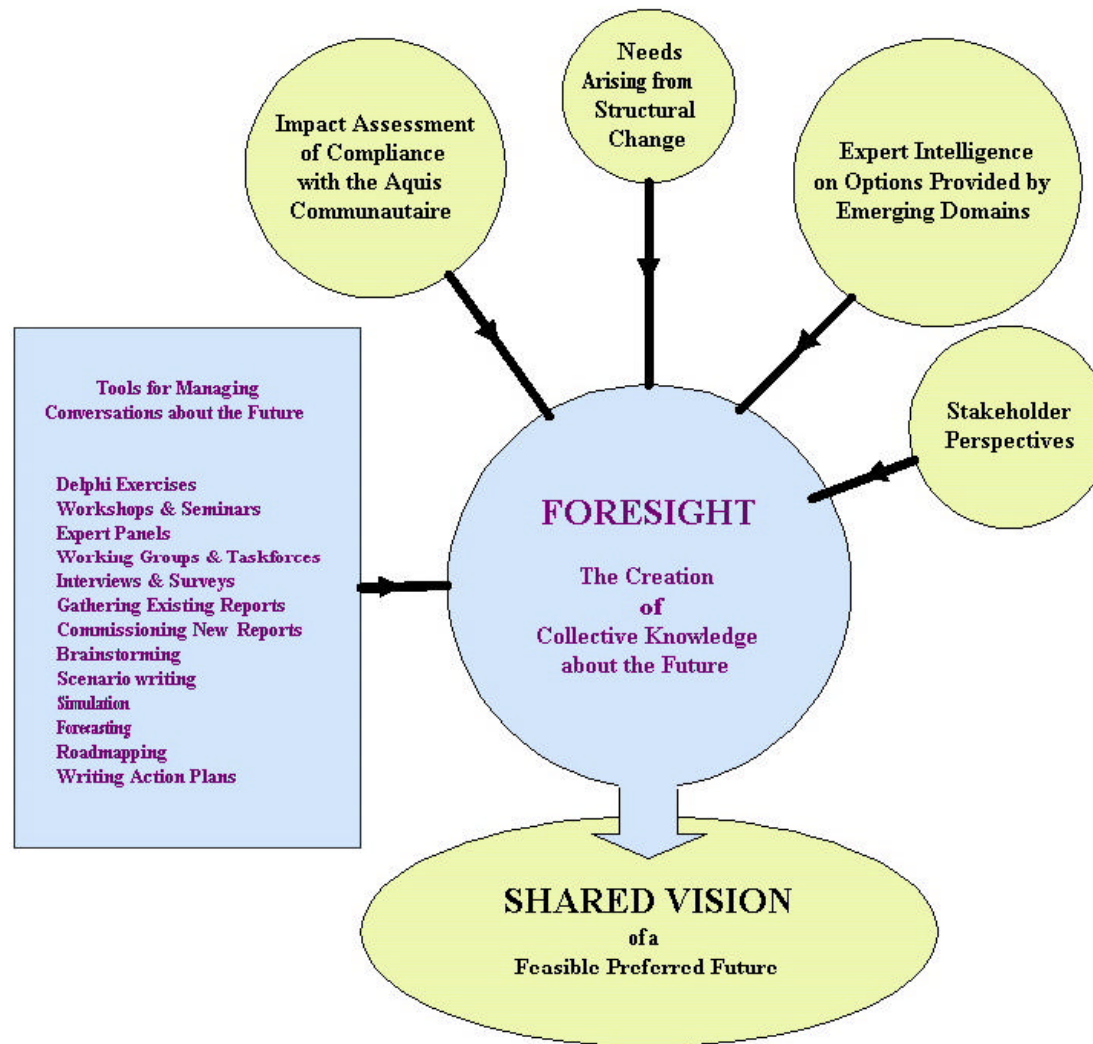 Needs
Arising from
Structural
Change
Impact Assessment
of Compliance
with the Aquis
Communautaire
Expert Intelligence
on Options Provided by
Emerging Domains
Stakeholder
Perspectives
Tools for Managing
Conversations about the Future
Delphi Exercises
Workshops & Seminars
Expert Panels
Working Groups & Taskforces
Interviews & Surveys
Gathering Existing Reports
Commissioning New Reports
Brainstorming
Scenario writing
Simulation
Forecasting
Roadmapping
Writing Action Plans
FORESIGHT
The Creation
of
Collective Knowledge
about the Future
SHARED VISION
of a
Feasible Preferred Future